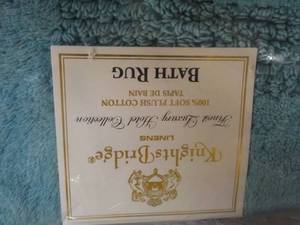 KnightsBridge®
LINENS
Finest Luxury Hotel Collection
100% SOFT PLUSH COTTON
TAPIS DE BAIN
BATH RUG